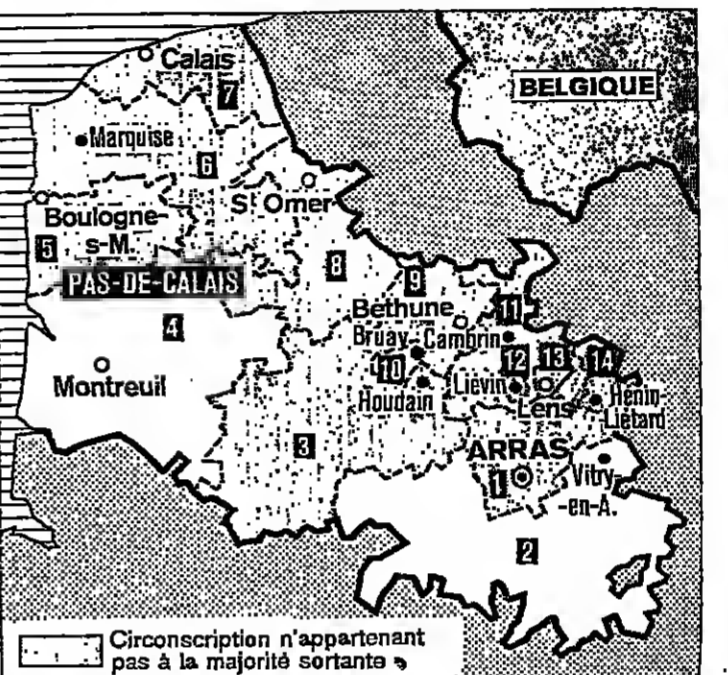 Calais
7
BELGIQUE
Marquise
6
St Omer
Boulogne-
s-M.
5
8
PAS-DE-CALAIS
9
4
Bethune
11
Bruay
Cambrin
12
13
14
10
Montreuil
Houdain
Liévin
Lens
Hénin-
Liétard
3
ARRAS
1
Vitry
-en-A.
2
Circonscription n'appartenant
pas à la majorité sortante